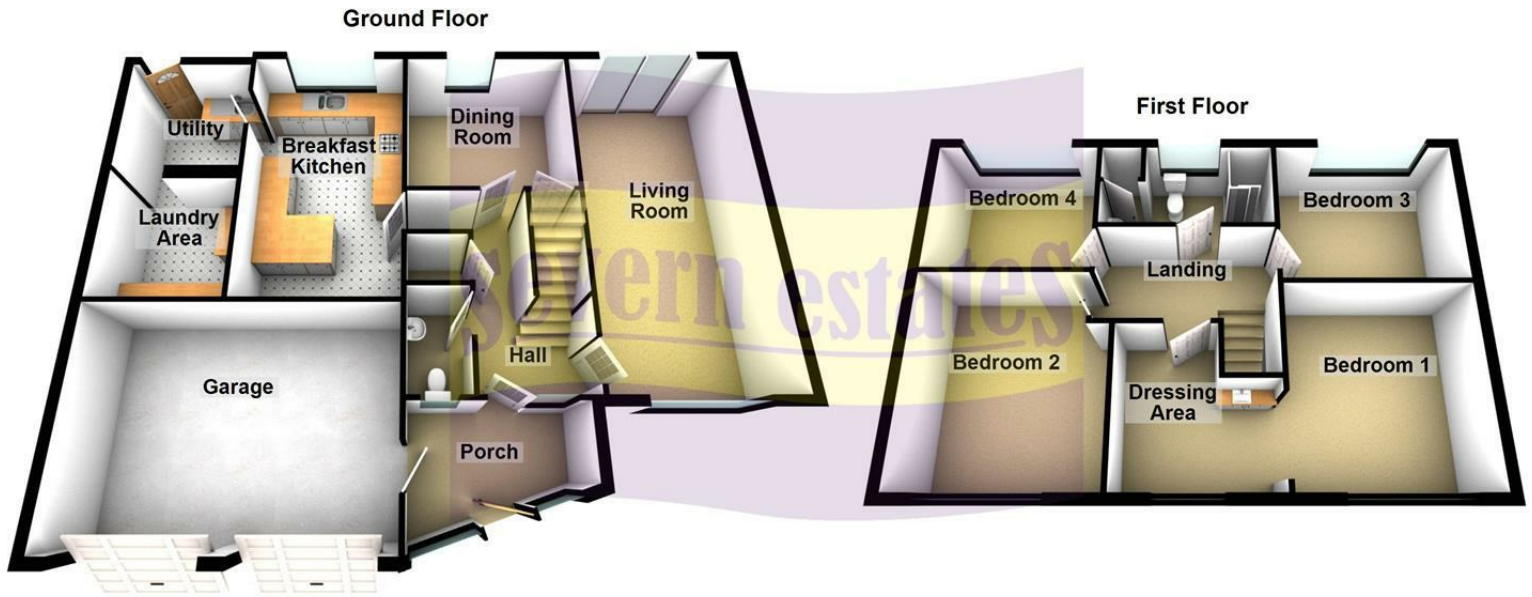 Ground Floor
Utility
Breakfast
Kitchen
Dining
Room
Living
Room
Laundry
Area
Garage
Hall
Porch
First Floor
Bedroom 4
Bedroom 3
Landing
Bedroom 2
Dressing
Area
Bedroom 1
severn estates